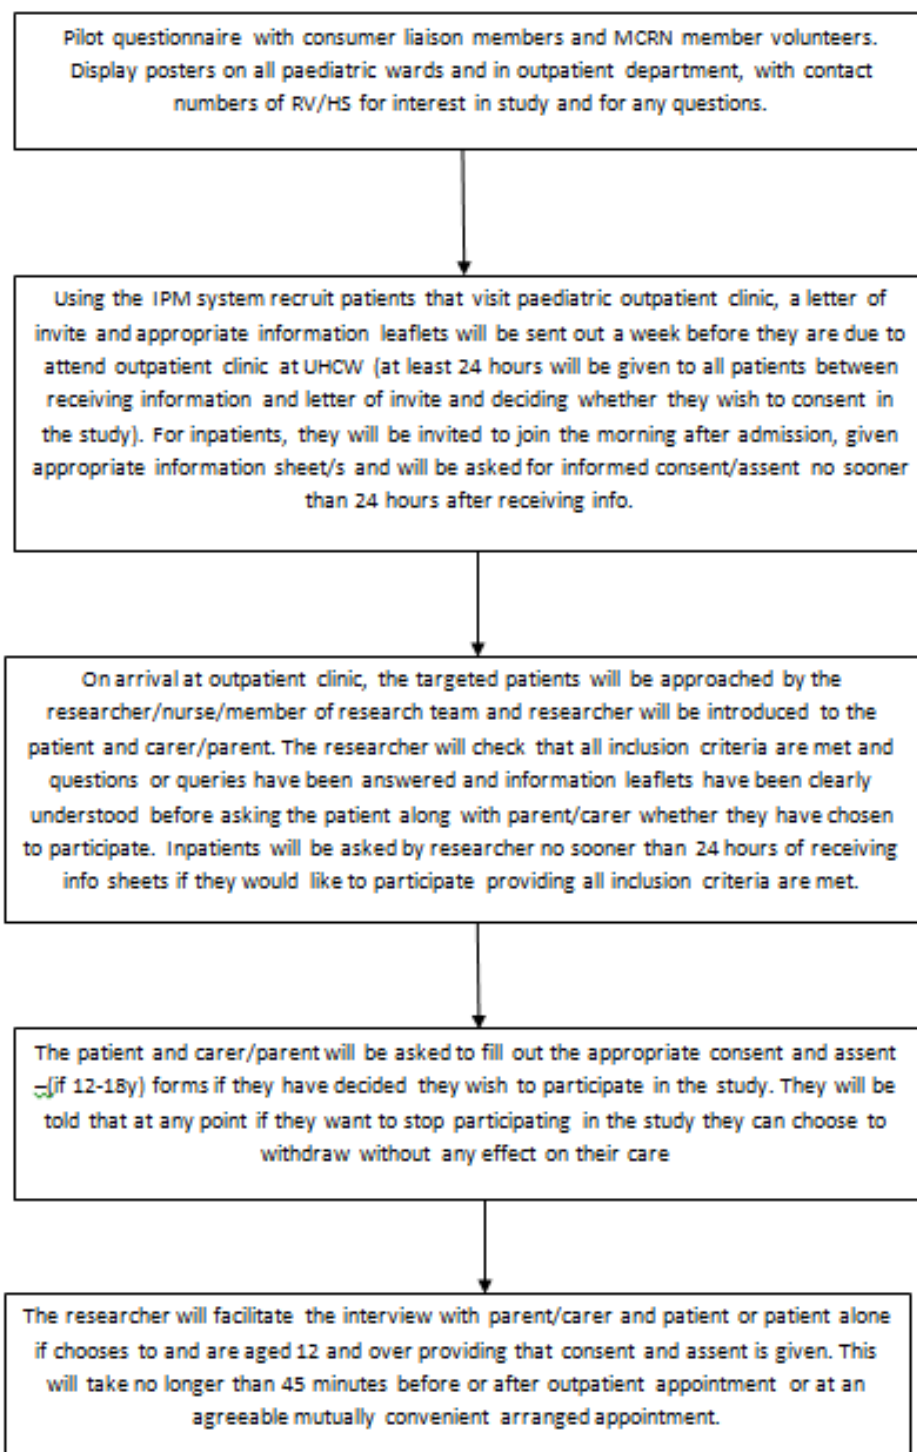 Pilot questionnaire with consumer liaison members and MCRN member volunteers.
Display posters on all paediatric wards and in outpatient department, with contact
numbers of RV/HS for interest in study and for any questions.
Using the IPM system recruit patients that visit paediatric outpatient clinic, a letter of
invite and appropriate information leaflets will be sent out a week before they are due to
attend outpatient clinic at UHCW (at least 24 hours will be given to all patients between
receiving information and letter of invite and deciding whether they wish to consent in
the study). For inpatients, they will be invited to join the morning after admission, given
appropriate information sheet/s and will be asked for informed consent/assent no sooner
than 24 hours after receiving info.
On arrival at outpatient clinic, the targeted patients will be approached by the
researcher/nurse/member of research team and researcher will be introduced to the
patient and carer/parent. The researcher will check that all inclusion criteria are met and
questions or queries have been answered and information leaflets have been clearly
understood before asking the patient along with parent/carer whether they have chosen
to participate. Inpatients will be asked by researcher no sooner than 24 hours of receiving
info sheets if they would like to participate providing all inclusion criteria are met.
The patient and carer/parent will be asked to fill out the appropriate consent and assent
–(if 12-18y) forms if they have decided they wish to participate in the study. They will be
told that at any point if they want to stop participating in the study they can choose to
withdraw without any effect on their care
The researcher will facilitate the interview with parent/carer and patient or patient alone
if chooses to and are aged 12 and over providing that consent and assent is given. This
will take no longer than 45 minutes before or after outpatient appointment or at an
agreeable mutually convenient arranged appointment.